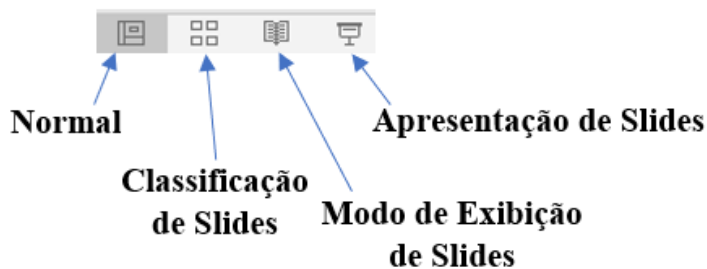 Normal
Apresentação de Slides
Classificação
de Slides
Modo de Exibição
de Slides